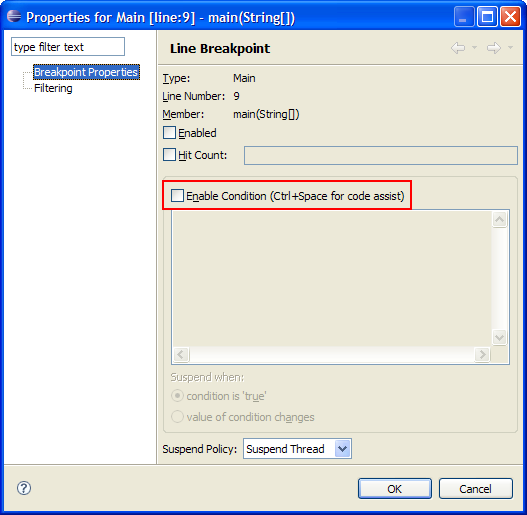 Properties for Main [line:9] - main(String[])
type filter text
Breakpoint Properties
Filtering
Line Breakpoint
Type: Main
Line Number: 9
Member: main(String[])
Enabled
Hit Count:
Enable Condition (Ctrl+Space for code assist)
Suspend when:
condition is 'true'
value of condition changes
Suspend Policy: Suspend Thread
? OK Cancel